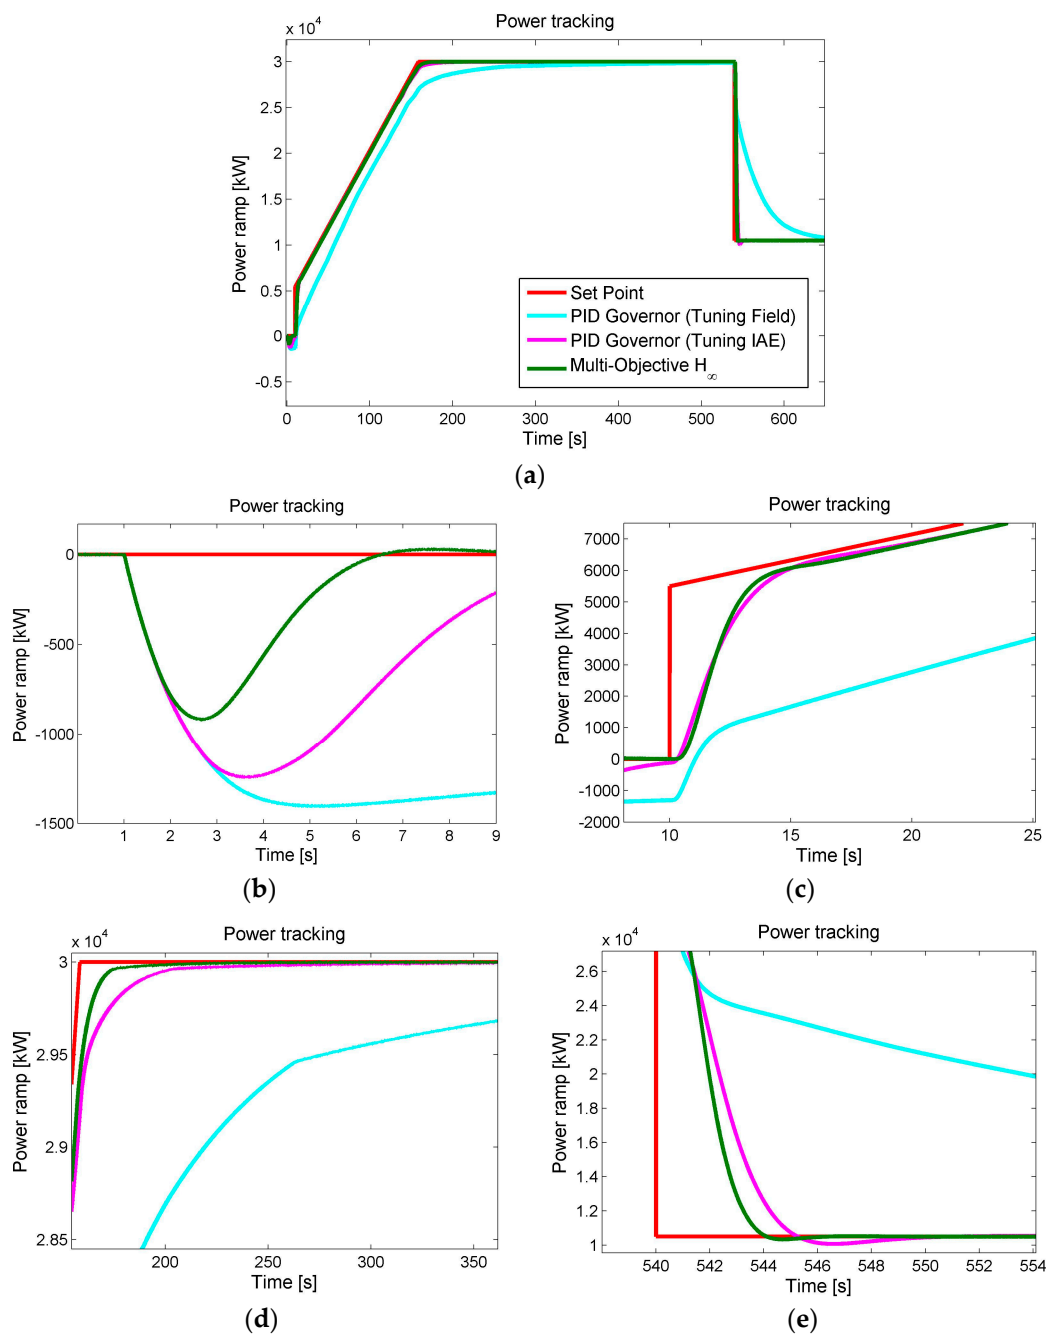 Power tracking
x 10⁴
3
2.5
2
1.5
1
0.5
0
-0.5
Power ramp [kW]
Set Point
PID Governor (Tuning Field)
PID Governor (Tuning IAE)
Multi-Objective H∞
0 100 200 300 400 500 600
Time [s]
(a)
Power tracking
0
-500
-1000
-1500
Power ramp [kW]
1 2 3 4 5 6 7 8 9
Time [s]
(b)
Power tracking
7000
6000
5000
4000
3000
2000
1000
0
-1000
-2000
Power ramp [kW]
10 15 20 25
Time [s]
(c)
Power tracking
x 10⁴
3
2.95
2.9
2.85
Power ramp [kW]
200 250 300 350
Time [s]
(d)
Power tracking
x 10⁴
2.6
2.4
2.2
2
1.8
1.6
1.4
1.2
1
Power ramp [kW]
540 542 544 546 548 550 552 554
Time [s]
(e)